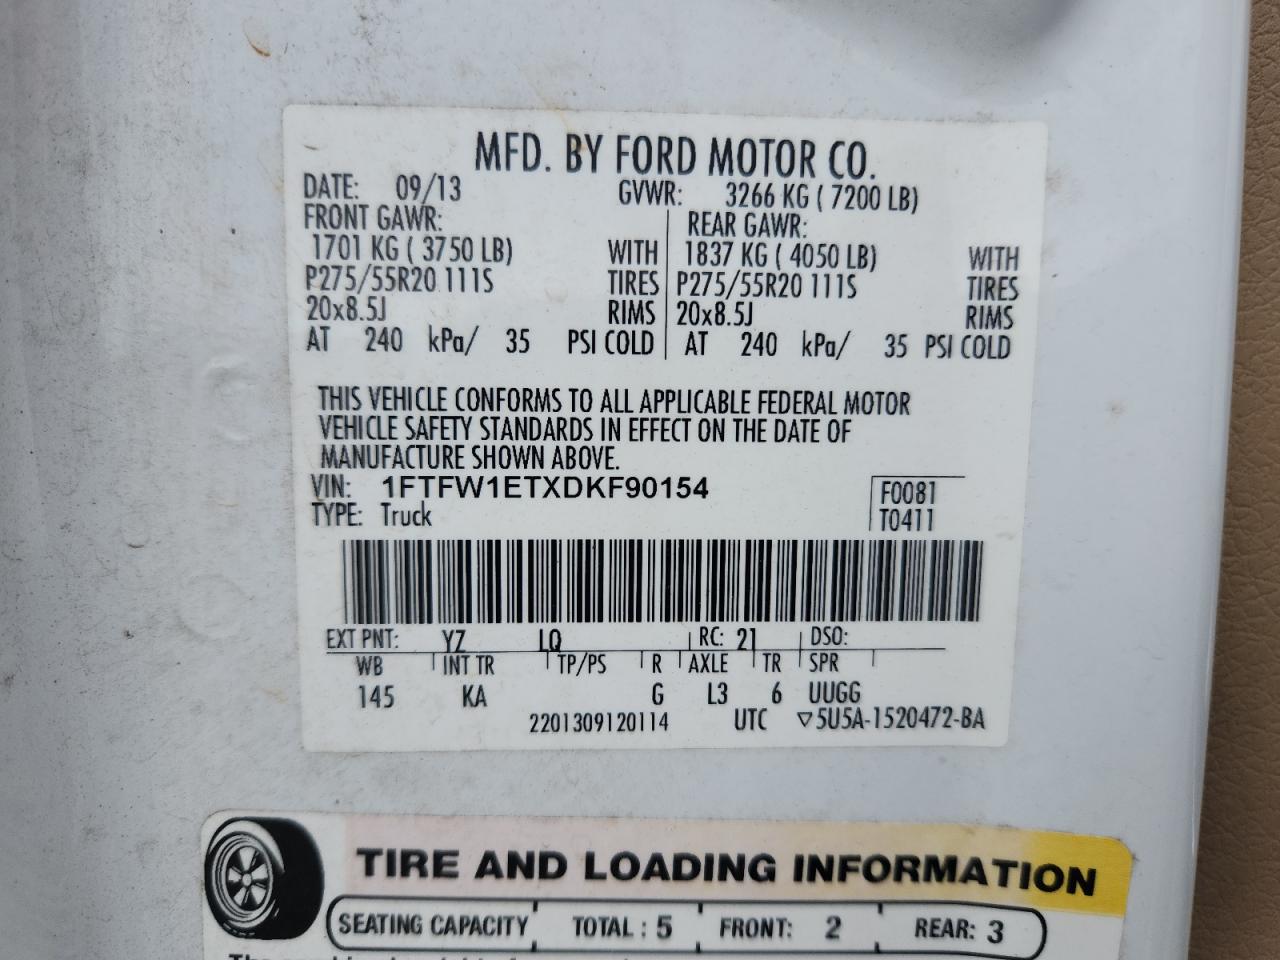 MFD. BY FORD MOTOR CO.
DATE: 09/13 GVWR: 3266 KG ( 7200 LB)
FRONT GAWR: REAR GAWR:
1701 KG ( 3750 LB) WITH 1837 KG ( 4050 LB) WITH
P275/55R20 111S TIRES P275/55R20 111S TIRES
20x8.5J RIMS 20x8.5J RIMS
AT 240 kPa/ 35 PSI COLD AT 240 kPa/ 35 PSI COLD
THIS VEHICLE CONFORMS TO ALL APPLICABLE FEDERAL MOTOR
VEHICLE SAFETY STANDARDS IN EFFECT ON THE DATE OF
MANUFACTURE SHOWN ABOVE.
VIN: 1FTFW1ETXDKF90154 F0081
TYPE: Truck T0411
EXT PNT: YZ LQ RC: 21 DSO:
WB INT TR TP/PS R AXLE TR SPR
145 KA G L3 6 UUGG
2201309120114 UTC ▽5U5A-1520472-BA
TIRE AND LOADING INFORMATION
SEATING CAPACITY TOTAL : 5 FRONT: 2 REAR: 3